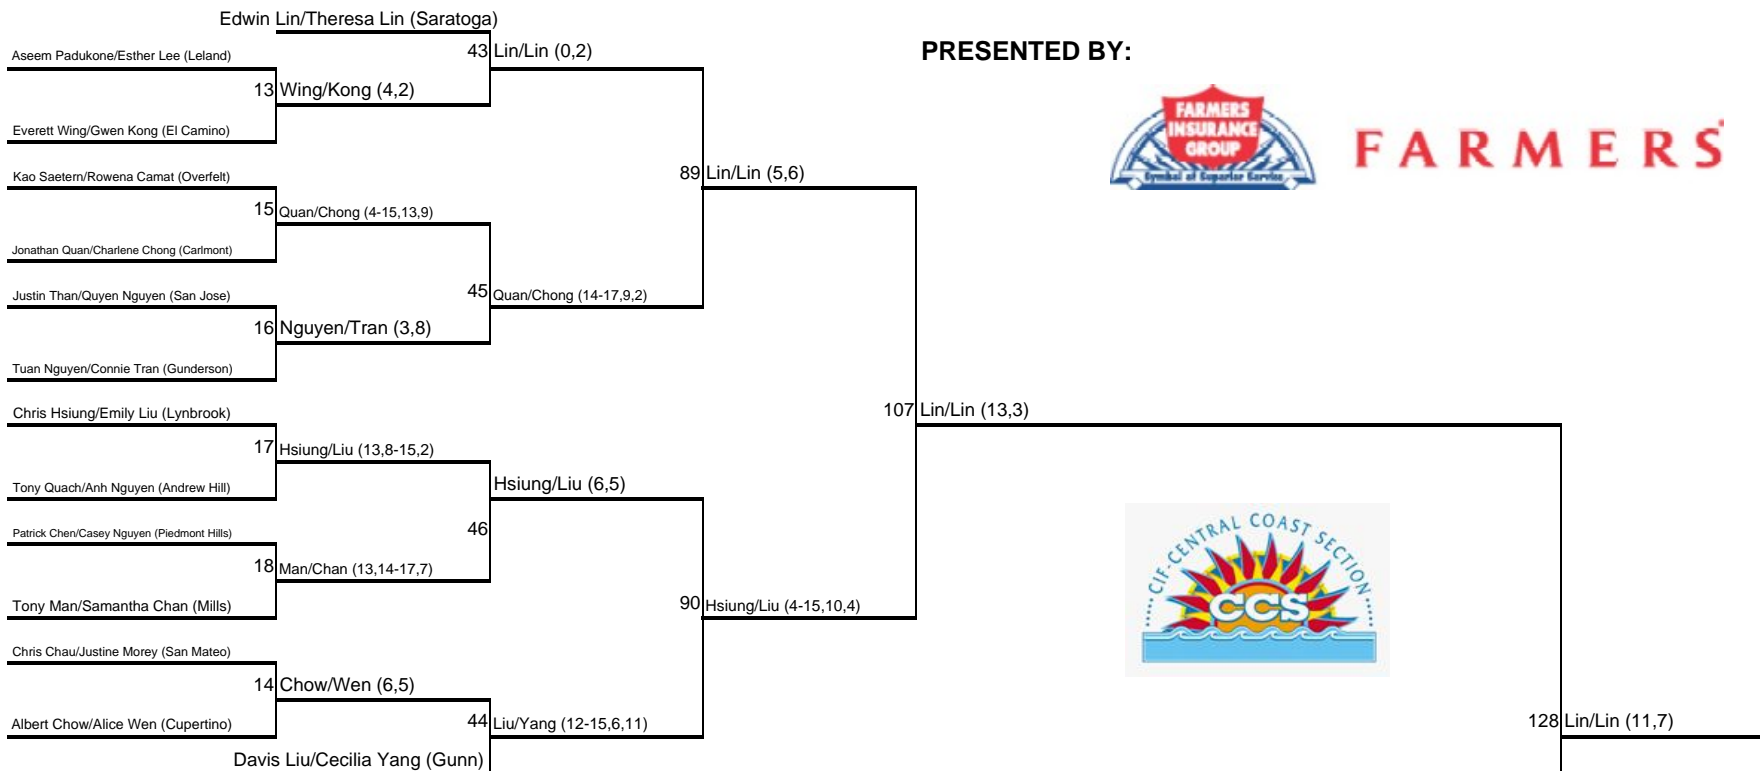 Edwin Lin/Theresa Lin (Saratoga)
43 Lin/Lin (0,2)
PRESENTED BY:
Aseem Padukone/Esther Lee (Leland)
13 Wing/Kong (4,2)
Everett Wing/Gwen Kong (El Camino)
FARMERS
INSURANCE
GROUP
Symbol of Superior Service
FARMERS
Kao Saetern/Rowena Camat (Overfelt)
89 Lin/Lin (5,6)
15 Quan/Chong (4-15,13,9)
Jonathan Quan/Charlene Chong (Carlmont)
Justin Than/Quyen Nguyen (San Jose)
45 Quan/Chong (14-17,9,2)
16 Nguyen/Tran (3,8)
Tuan Nguyen/Connie Tran (Gunderson)
Chris Hsiung/Emily Liu (Lynbrook)
107 Lin/Lin (13,3)
17 Hsiung/Liu (13,8-15,2)
Tony Quach/Anh Nguyen (Andrew Hill)
Hsiung/Liu (6,5)
Patrick Chen/Casey Nguyen (Piedmont Hills)
46
18 Man/Chan (13,14-17,7)
Tony Man/Samantha Chan (Mills)
90 Hsiung/Liu (4-15,10,4)
CIF-CENTRAL COAST SECTION
CCS
Chris Chau/Justine Morey (San Mateo)
14 Chow/Wen (6,5)
Albert Chow/Alice Wen (Cupertino)
44 Liu/Yang (12-15,6,11)
128 Lin/Lin (11,7)
Davis Liu/Cecilia Yang (Gunn)